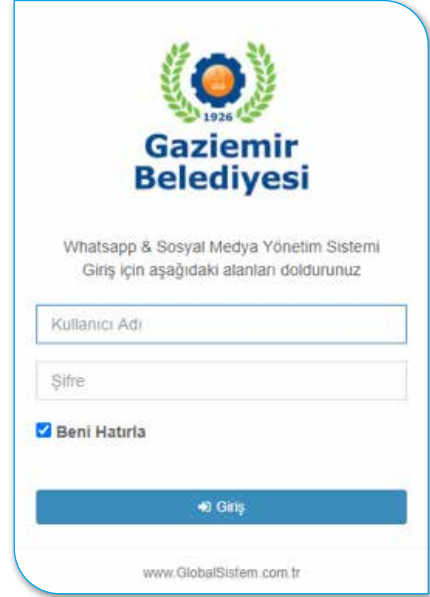 1926
Gaziemir
Belediyesi
Whatsapp & Sosyal Medya Yönetim Sistemi
Giriş için aşağıdaki alanları doldurunuz
Kullanıcı Adı
Şifre
Beni Hatırla
Giriş
www.GlobalSistem.com.tr